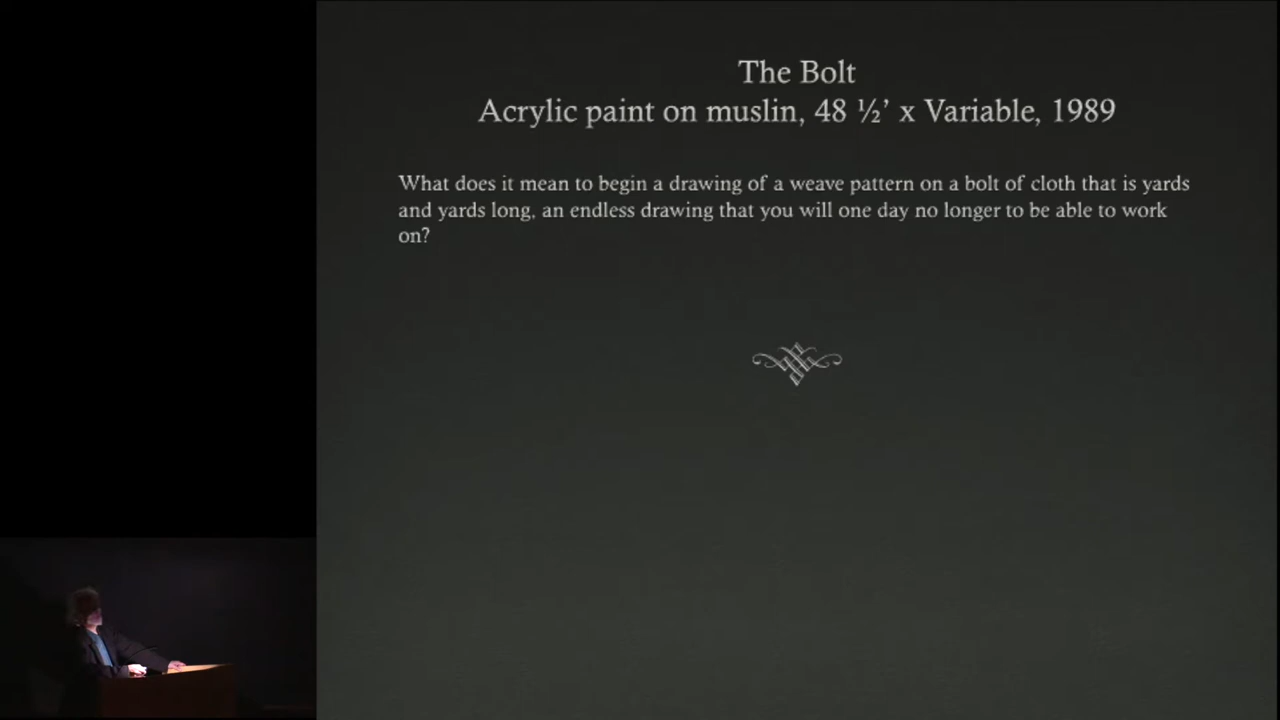 The Bolt
Acrylic paint on muslin, 48 ½’ x Variable, 1989
What does it mean to begin a drawing of a weave pattern on a bolt of cloth that is yards
and yards long, an endless drawing that you will one day no longer to be able to work
on?